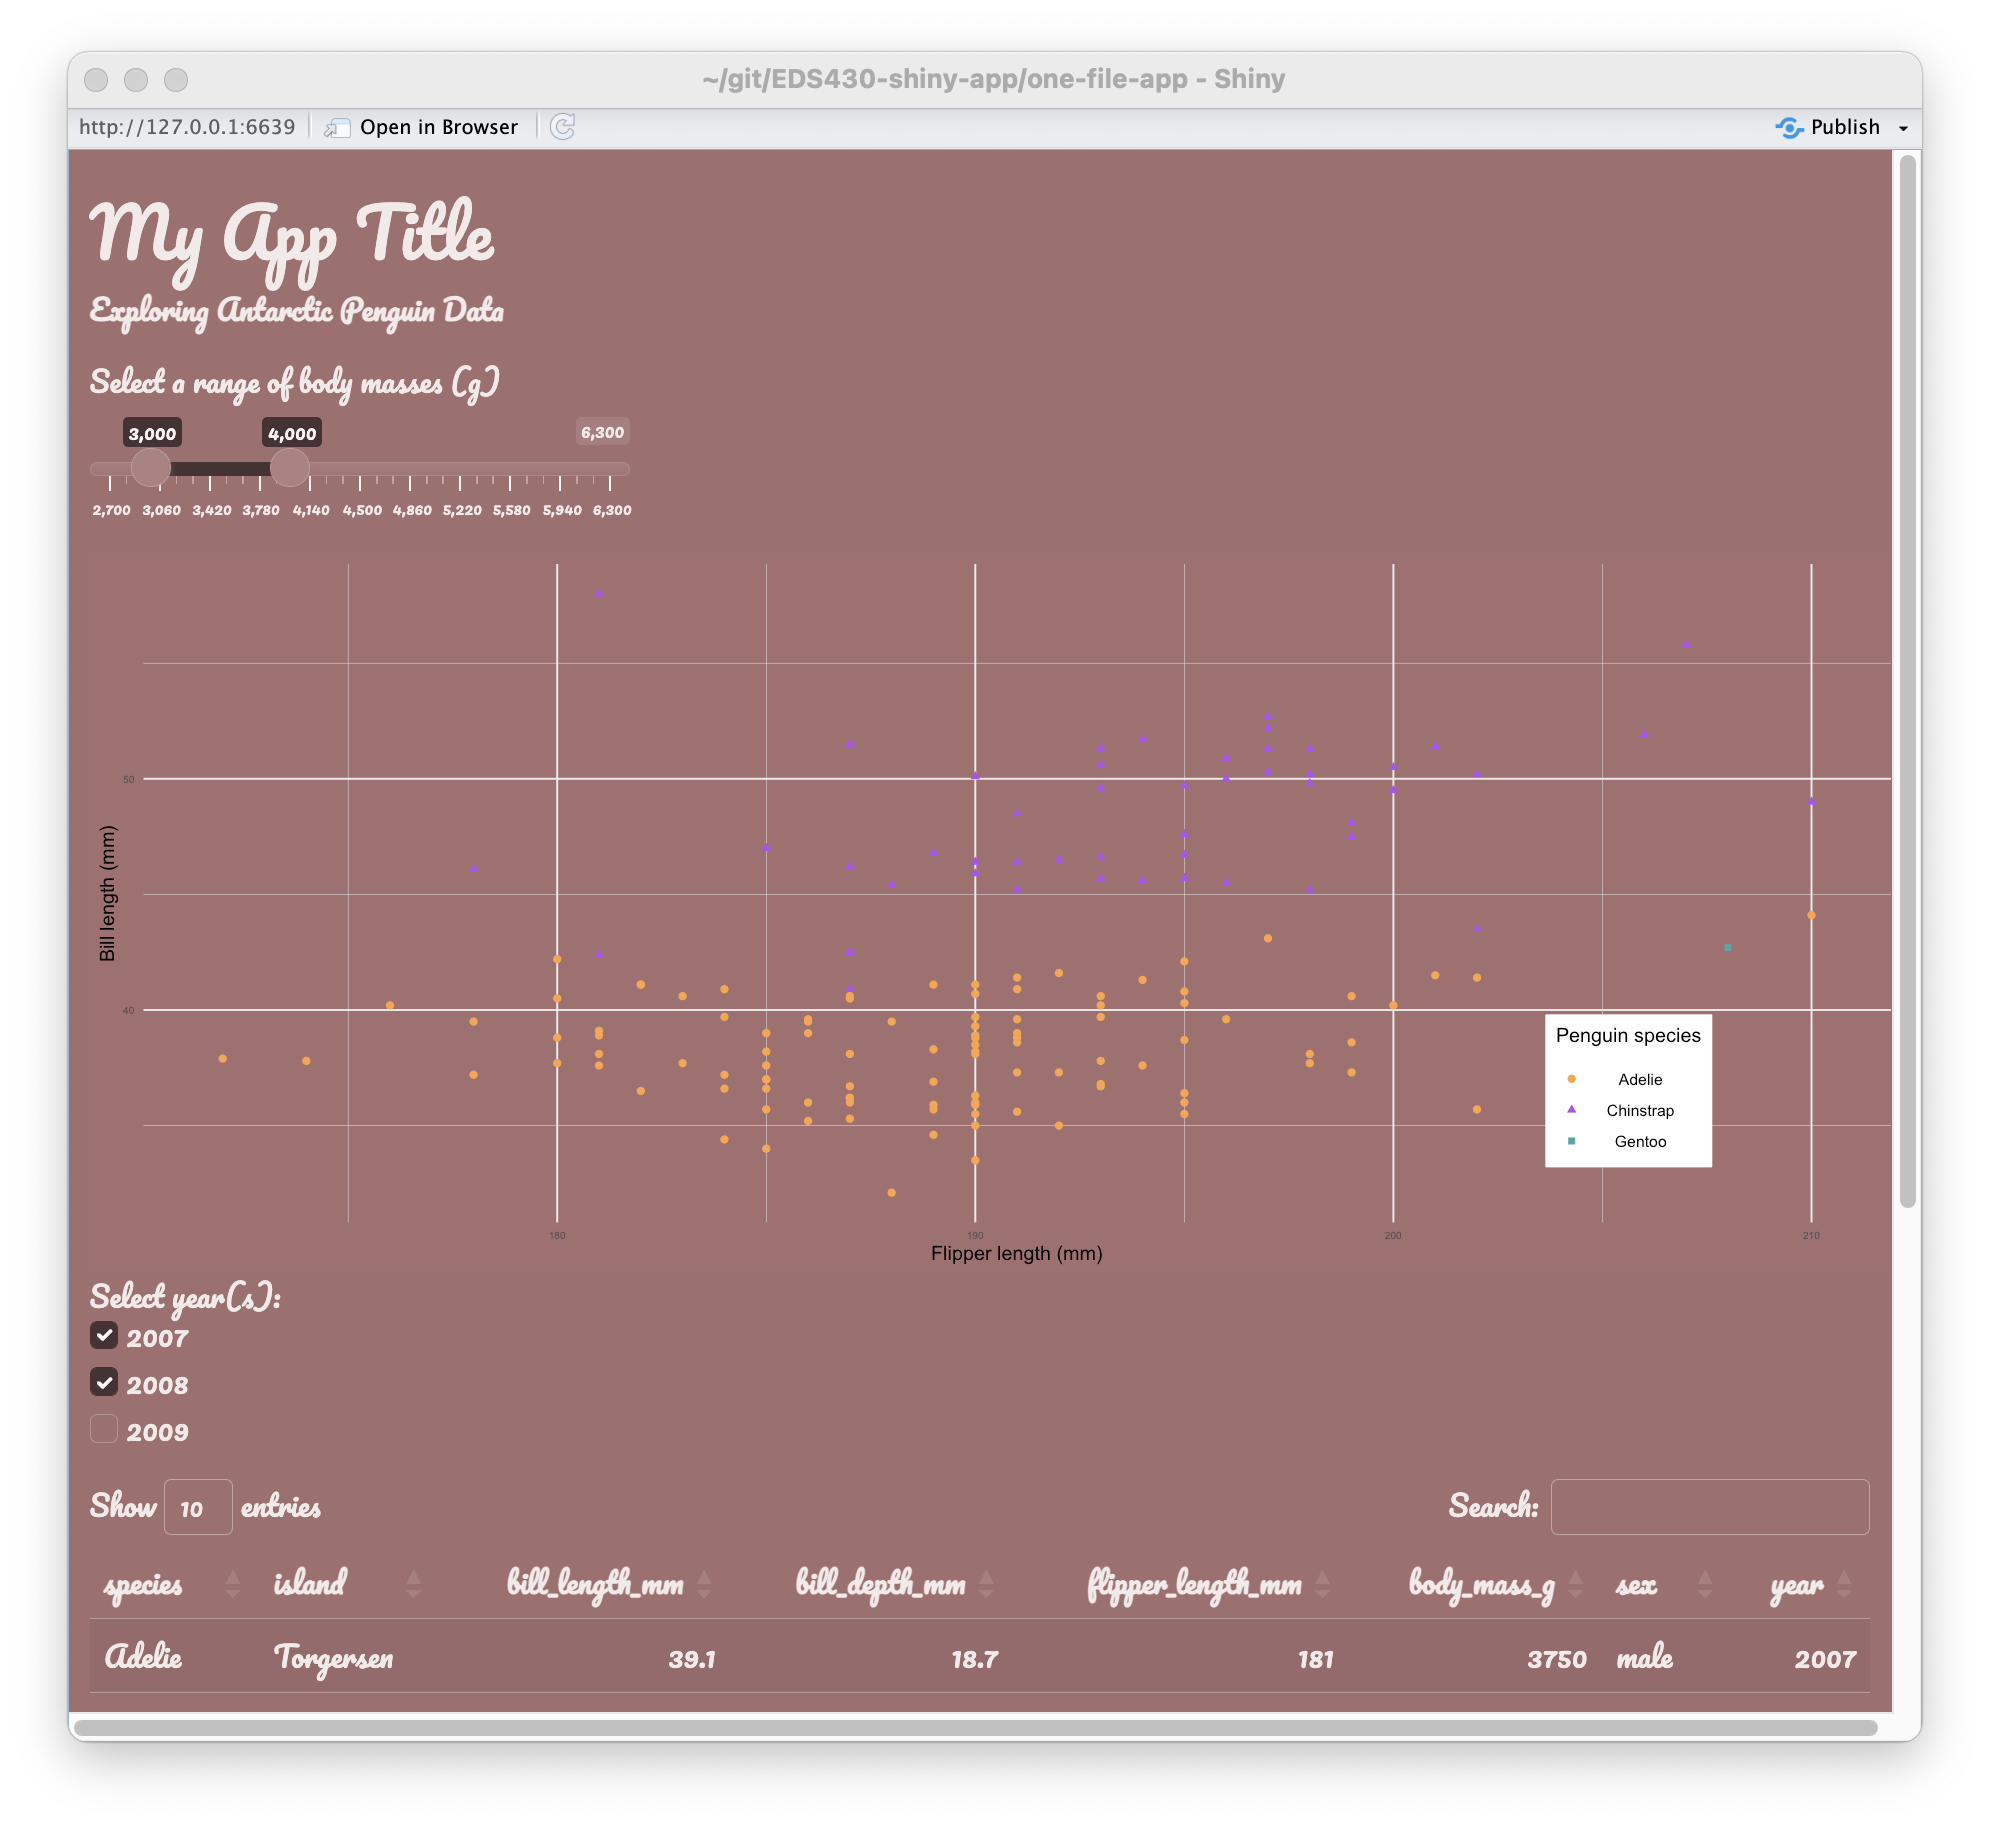 ~/git/EDS430-shiny-app/one-file-app - Shiny
http://127.0.0.1:6639 Open in Browser Publish
My App Title
Exploring Antarctic Penguin Data
Select a range of body masses (g)
3,000 4,000 6,300
2,700 3,060 3,420 3,780 4,140 4,500 4,860 5,220 5,580 5,940 6,300
50
Bill length (mm)
40
Penguin species
Adelie
Chinstrap
Gentoo
180 190 200 210
Flipper length (mm)
Select year(s):
2007
2008
2009
Show 10 entries Search:
species island bill_length_mm bill_depth_mm flipper_length_mm body_mass_g sex year
Adelie Torgersen 39.1 18.7 181 3750 male 2007